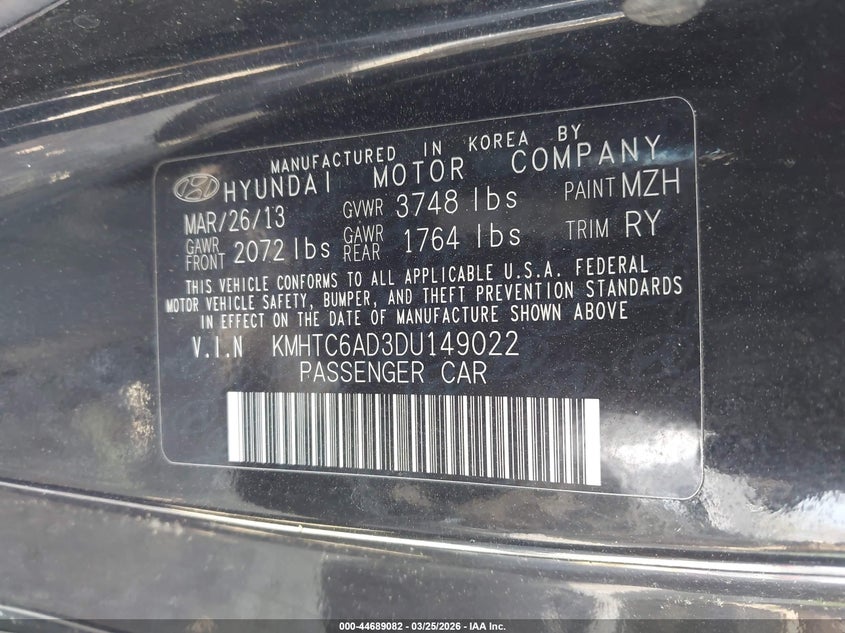 MANUFACTURED IN KOREA BY
HYUNDAI MOTOR COMPANY
MAR/26/13 GVWR 3748 lbs PAINT MZH
GAWR FRONT 2072 lbs GAWR REAR 1764 lbs TRIM RY
THIS VEHICLE CONFORMS TO ALL APPLICABLE U.S.A. FEDERAL
MOTOR VEHICLE SAFETY, BUMPER, AND THEFT PREVENTION STANDARDS
IN EFFECT ON THE DATE OF MANUFACTURE SHOWN ABOVE
V.I.N KMHTC6AD3DU149022
PASSENGER CAR
000-44689082 - 03/25/2026 - IAA Inc.